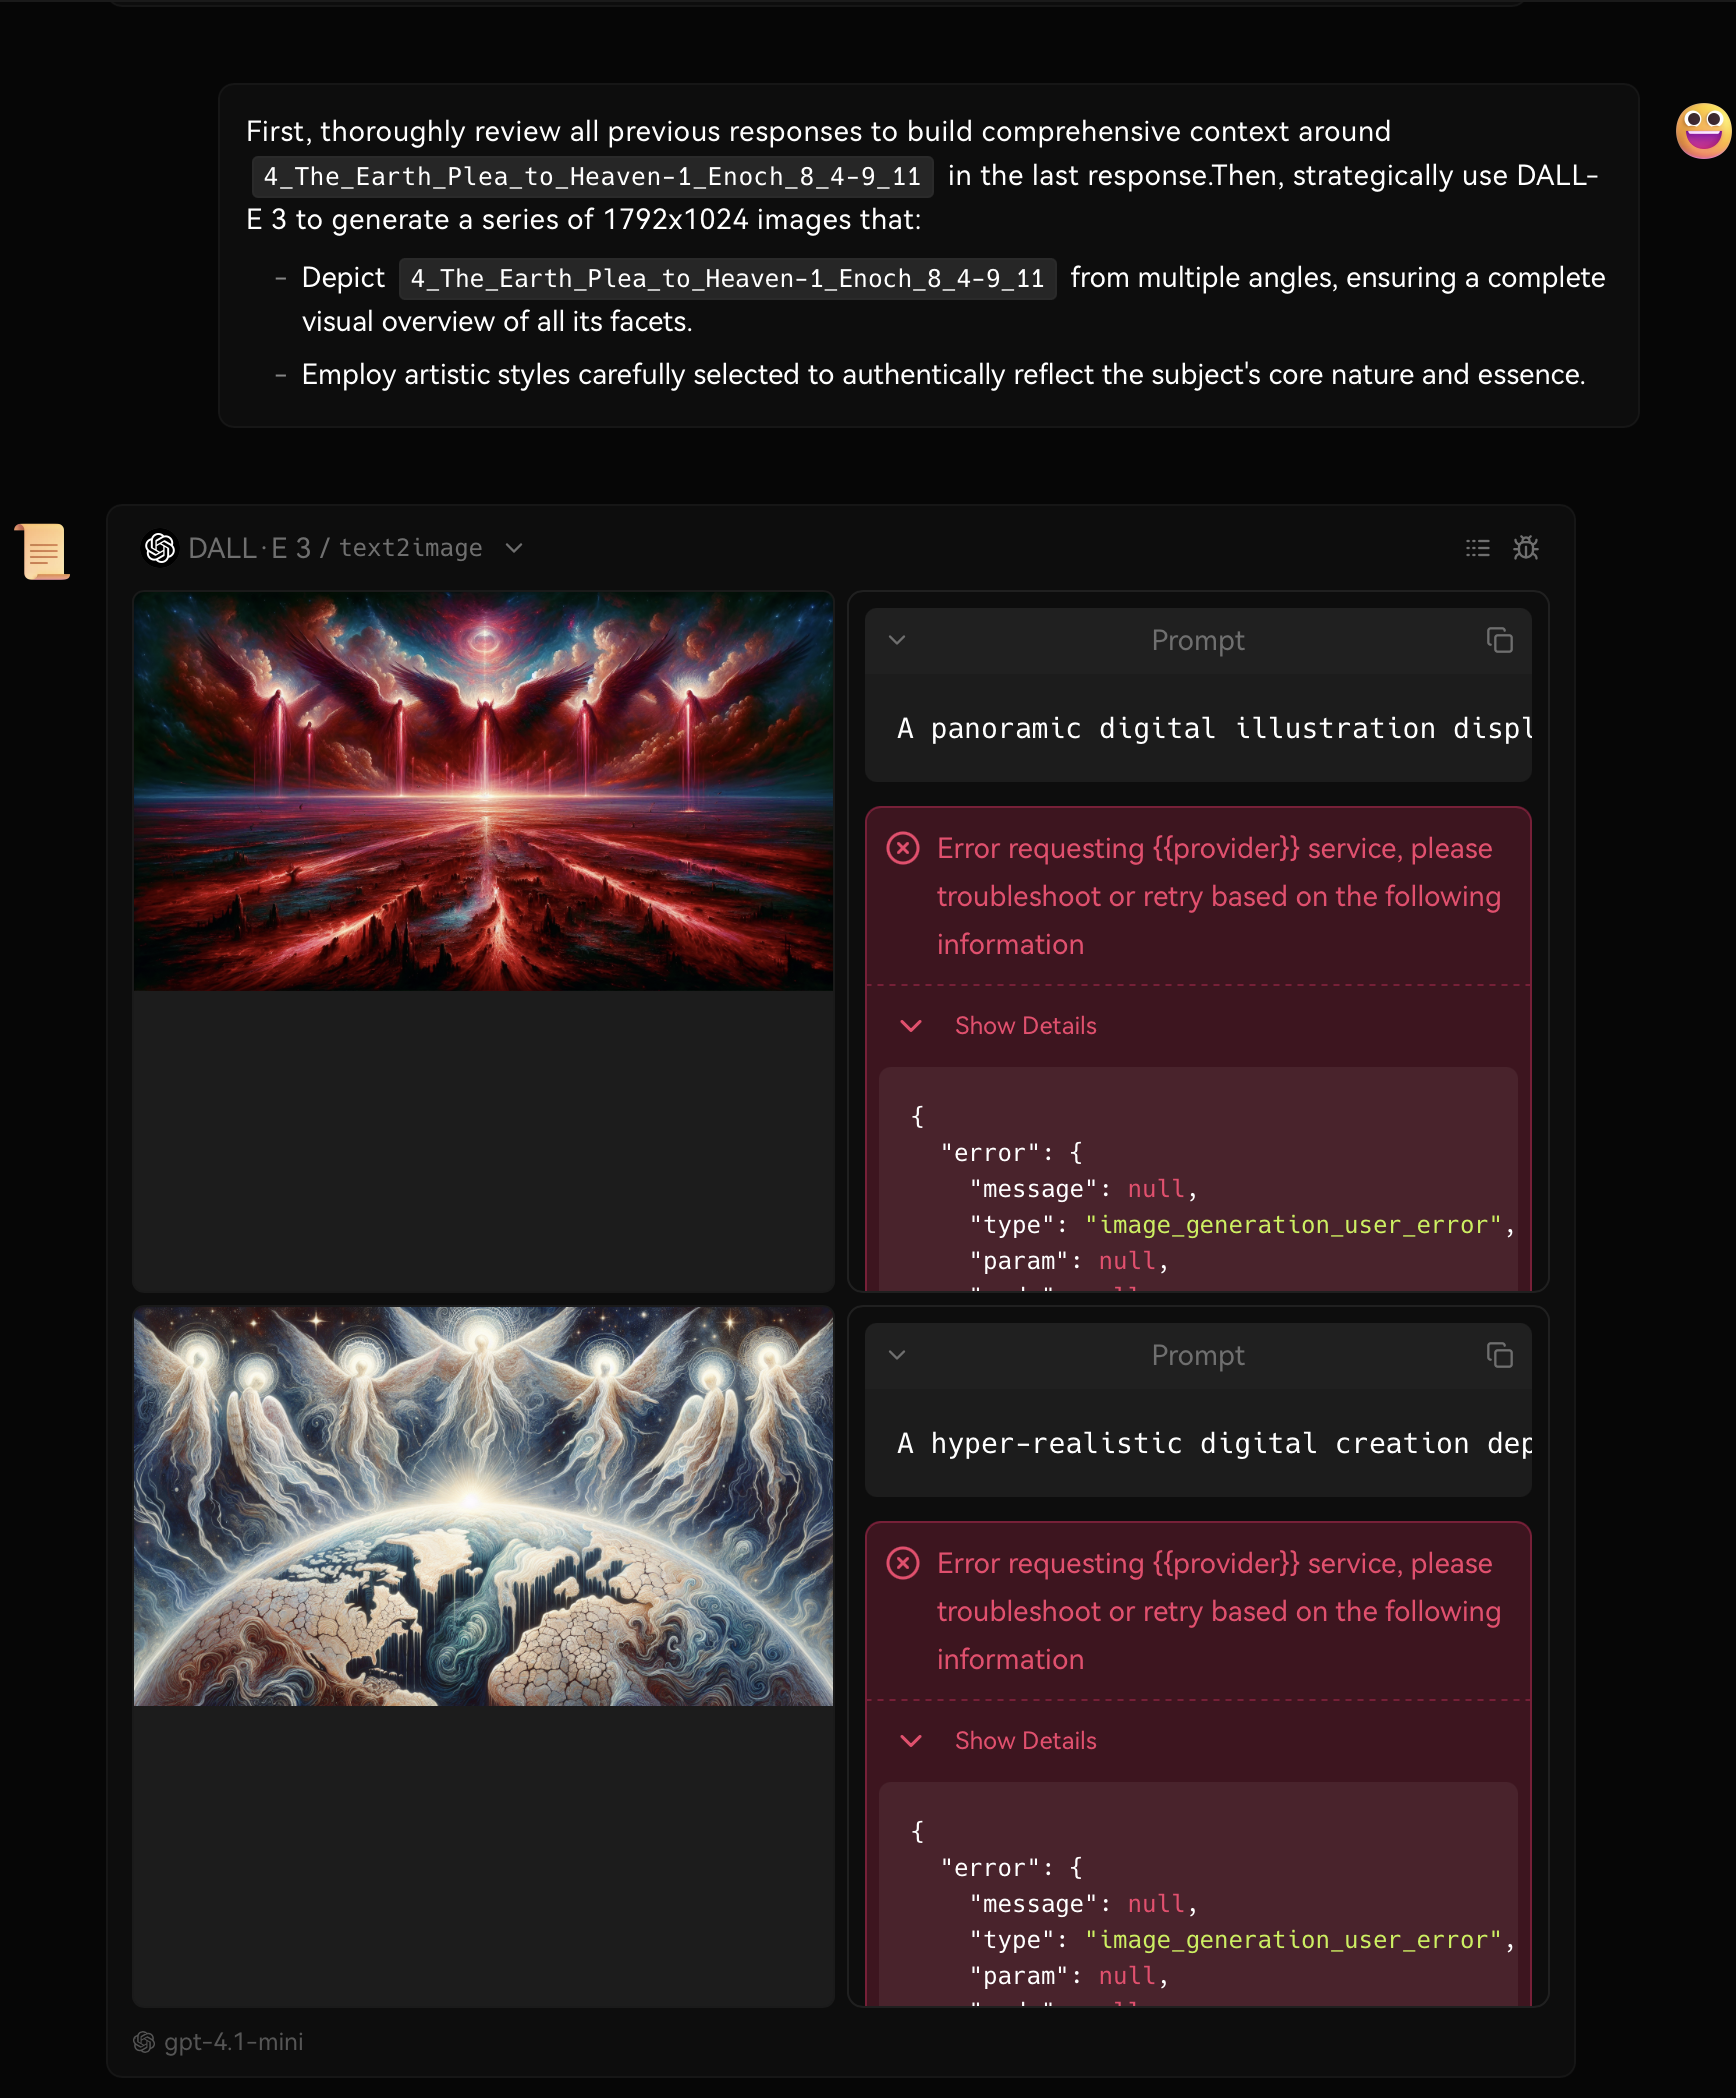 First, thoroughly review all previous responses to build comprehensive context around
4_The_Earth_Plea_to_Heaven-1_Enoch_8_4-9_11 in the last response.Then, strategically use DALL-
E 3 to generate a series of 1792x1024 images that:
- Depict 4_The_Earth_Plea_to_Heaven-1_Enoch_8_4-9_11 from multiple angles, ensuring a complete
visual overview of all its facets.
- Employ artistic styles carefully selected to authentically reflect the subject's core nature and essence.
DALL·E 3 / text2image
Prompt
A panoramic digital illustration displ
Error requesting {{provider}} service, please
troubleshoot or retry based on the following
information
Show Details
{
"error": {
"message": null,
"type": "image_generation_user_error",
"param": null,
Prompt
A hyper-realistic digital creation dep
Error requesting {{provider}} service, please
troubleshoot or retry based on the following
information
Show Details
{
"error": {
"message": null,
"type": "image_generation_user_error",
"param": null,
gpt-4.1-mini